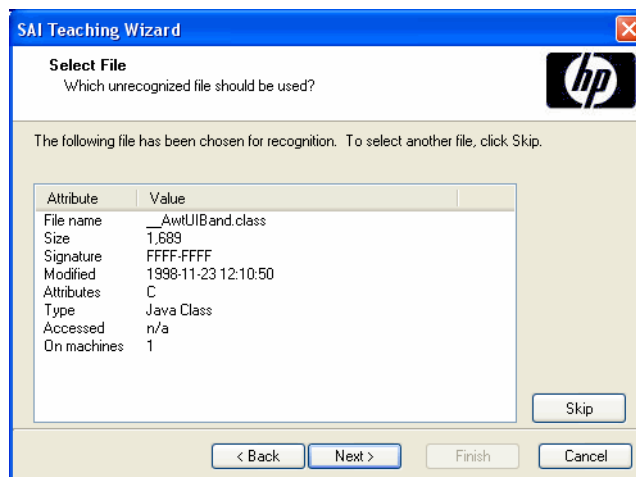 SAI Teaching Wizard
Select File
Which unrecognized file should be used?
hp
The following file has been chosen for recognition. To select another file, click Skip.
Attribute Value
File name __AwtUIBand.class
Size 1,689
Signature FFFF-FFFF
Modified 1998-11-23 12:10:50
Attributes C
Type Java Class
Accessed n/a
On machines 1
Skip
< Back Next > Finish Cancel